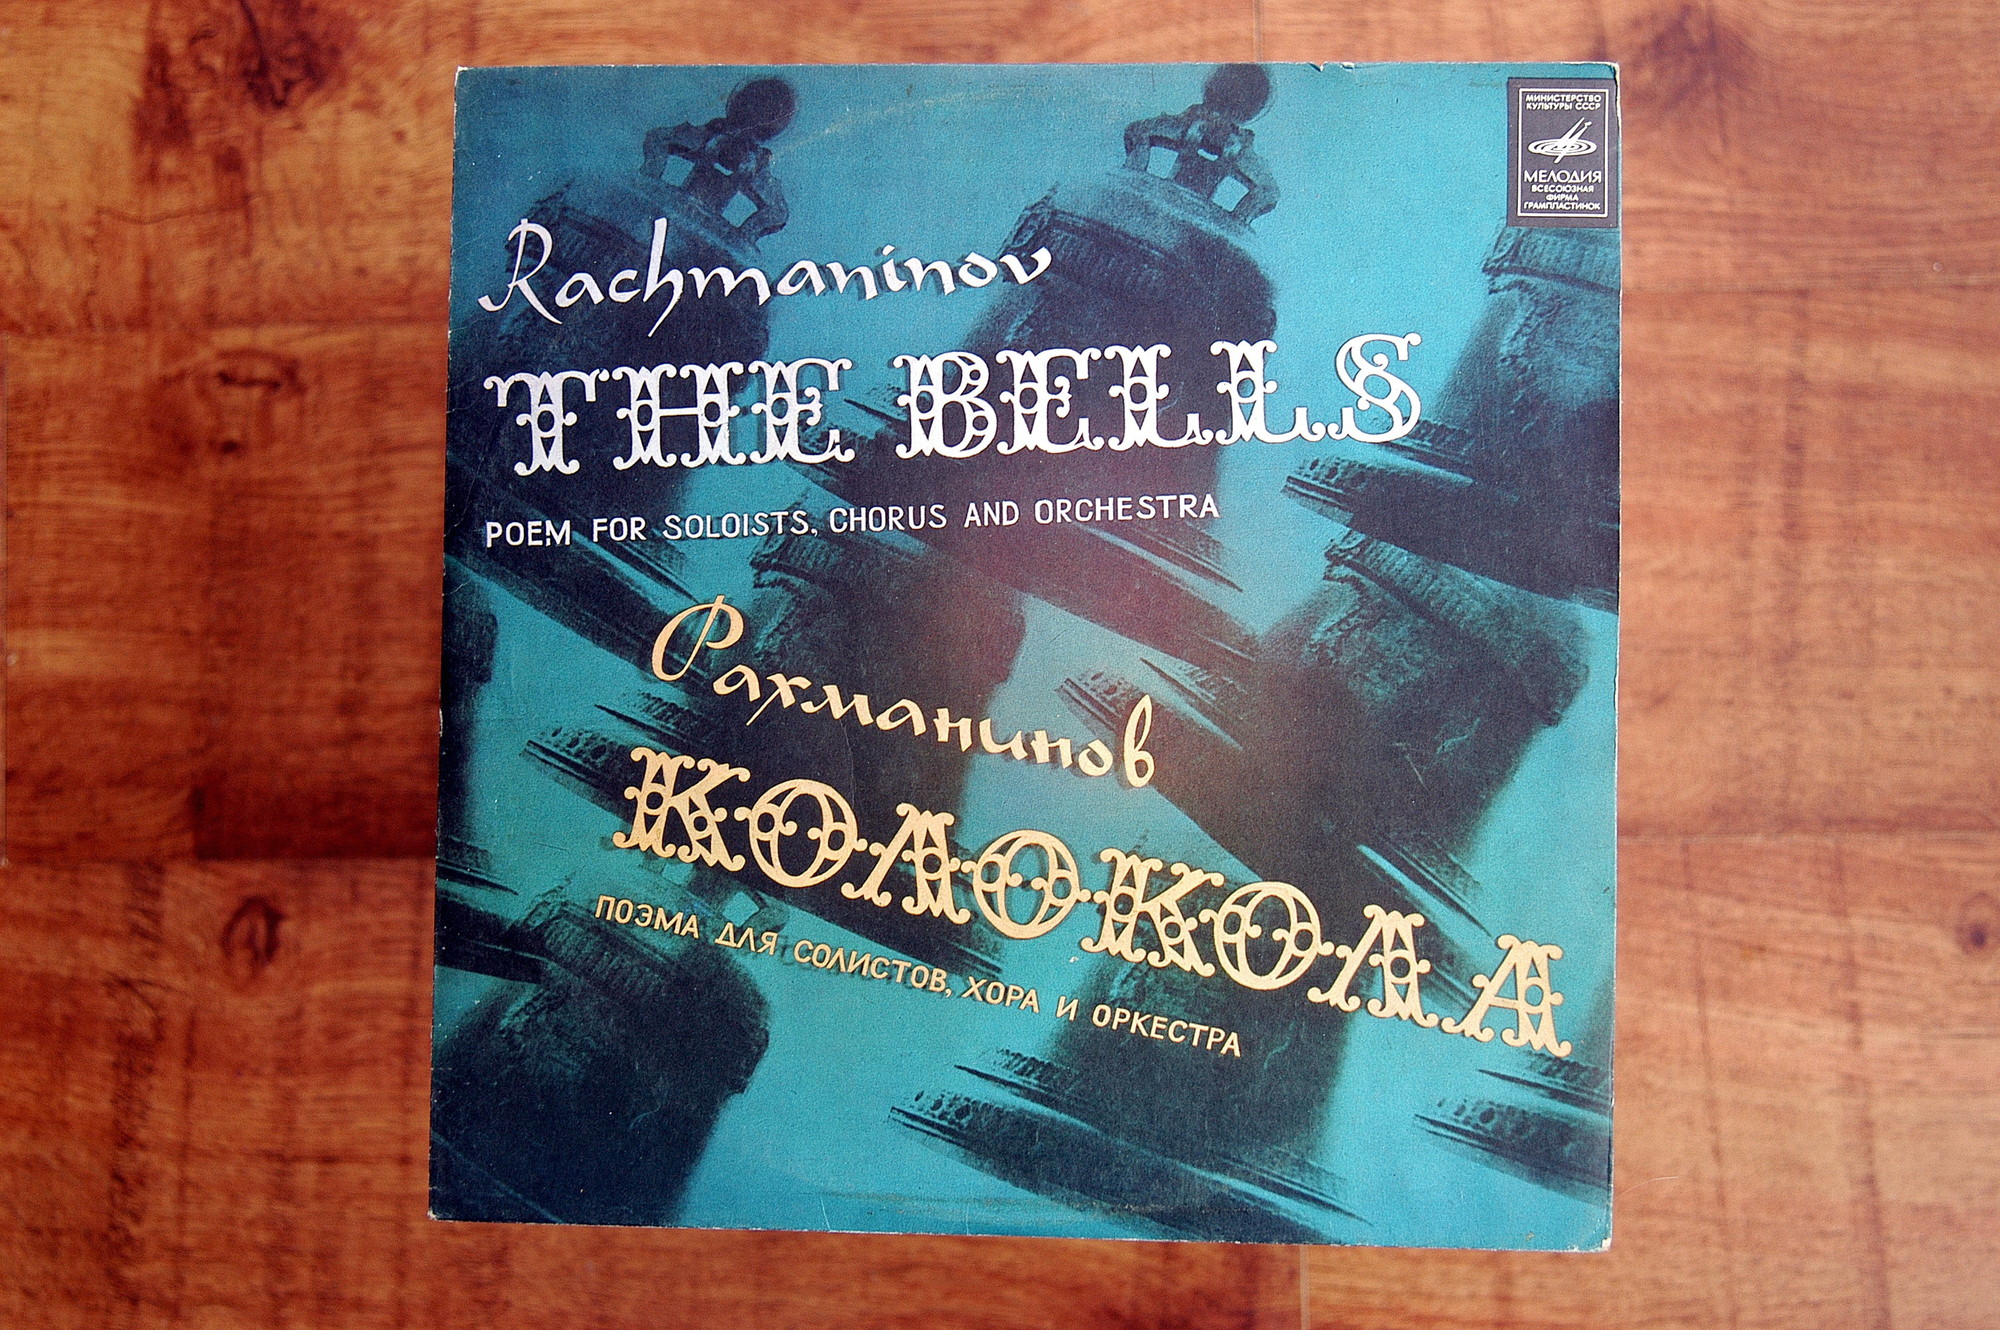 МИНИСТЕРСТВО
КУЛЬТУРЫ СССР
МЕЛОДИЯ
ВСЕСОЮЗНАЯ
ФИРМА
ГРАМПЛАСТИНОК
Rachmaninov
THE BELLS
POEM FOR SOLOISTS, CHORUS AND ORCHESTRA
Рахманинов
КОЛОКОЛА
ПОЭМА ДЛЯ СОЛИСТОВ, ХОРА И ОРКЕСТРА